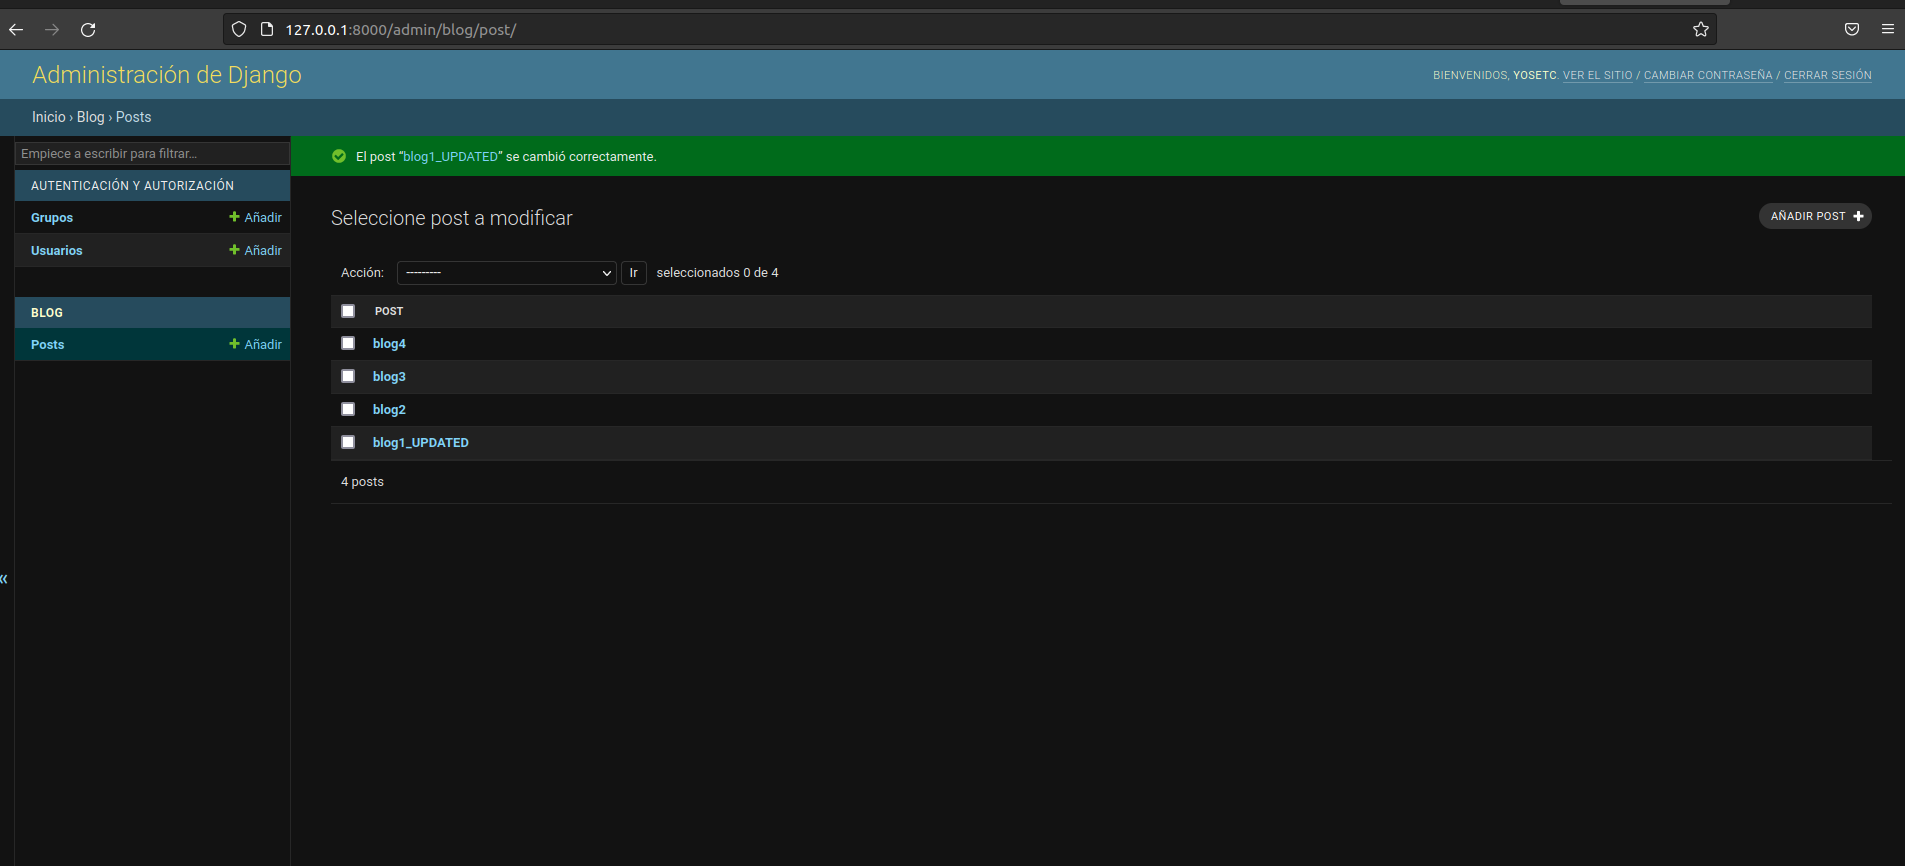 127.0.0.1:8000/admin/blog/post/
Administración de Django
BIENVENIDOS, YOSETC. VER EL SITIO / CAMBIAR CONTRASEÑA / CERRAR SESIÓN
Inicio › Blog › Posts
Empiece a escribir para filtrar…
AUTENTICACIÓN Y AUTORIZACIÓN
Grupos + Añadir
Usuarios + Añadir
BLOG
Posts + Añadir
El post “blog1_UPDATED” se cambió correctamente.
Seleccione post a modificar
AÑADIR POST +
Acción: --------- Ir seleccionados 0 de 4
POST
blog4
blog3
blog2
blog1_UPDATED
4 posts
«